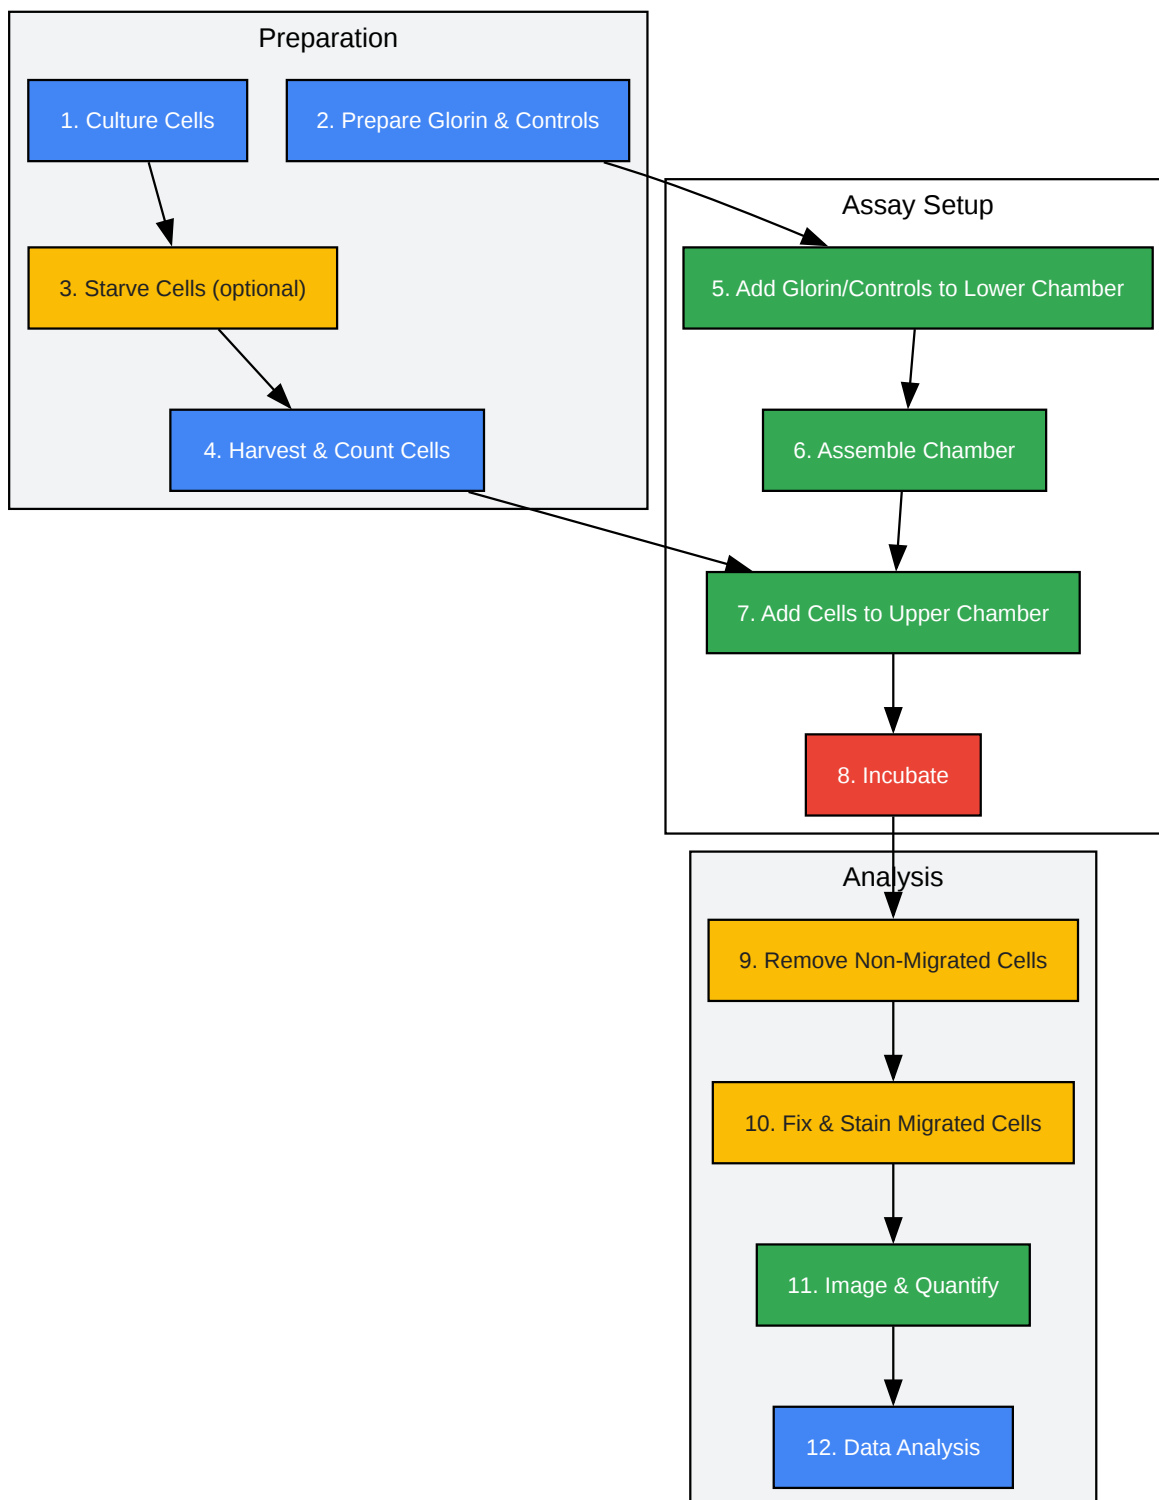 Preparation
1. Culture Cells
2. Prepare Glorin & Controls
3. Starve Cells (optional)
4. Harvest & Count Cells
Assay Setup
5. Add Glorin/Controls to Lower Chamber
6. Assemble Chamber
7. Add Cells to Upper Chamber
8. Incubate
Analysis
9. Remove Non-Migrated Cells
10. Fix & Stain Migrated Cells
11. Image & Quantify
12. Data Analysis